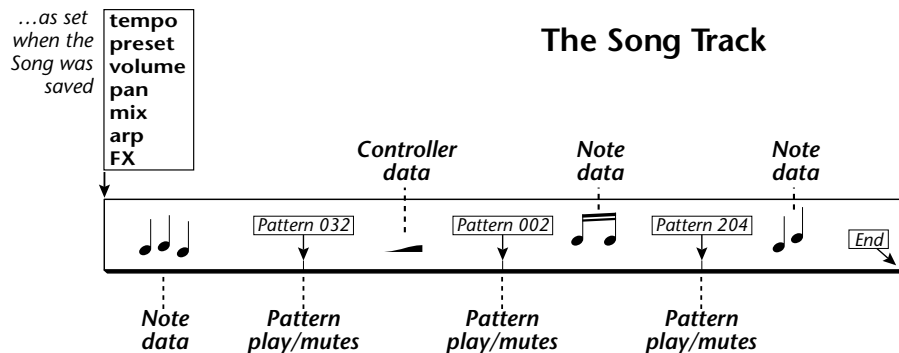 …as set
when the
Song was
saved
tempo
preset
volume
pan
mix
arp
FX
The Song Track
Controller
data
Note
data
Note
data
Pattern 032
Pattern 002
Pattern 204
End
Note
data
Pattern
play/mutes
Pattern
play/mutes
Pattern
play/mutes